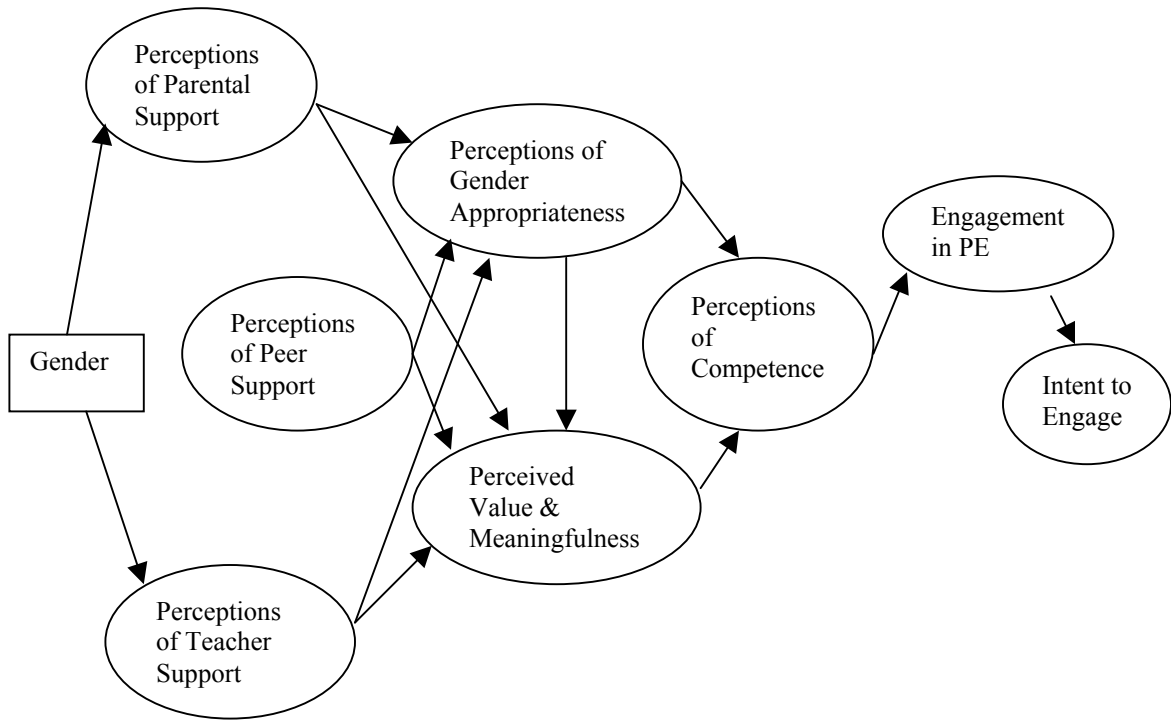 Perceptions
of Parental
Support
Perceptions of
Gender
Appropriateness
Engagement
in PE
Perceptions
of Peer
Support
Perceptions
of
Competence
Gender
Intent to
Engage
Perceived
Value &
Meaningfulness
Perceptions
of Teacher
Support